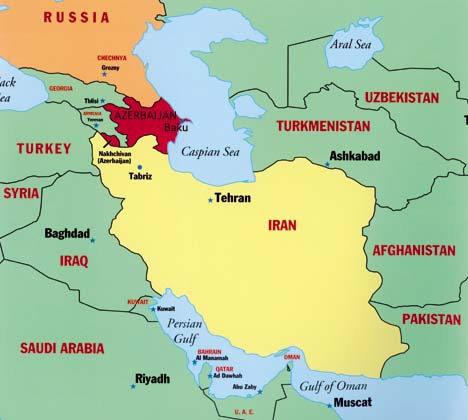 RUSSIA
CHECHNYA
Grozny
Aral Sea
GEORGIA
Tbilisi
UZBEKISTAN
AZERBAIJAN
Baku
ARMENIA
Yerevan
TURKMENISTAN
TURKEY
Nakhchivan
(Azerbaijan)
Caspian Sea
Ashkabad
Tabriz
SYRIA
Tehran
IRAN
Baghdad
IRAQ
AFGHANISTAN
KUWAIT
Kuwait
PAKISTAN
Persian
Gulf
SAUDI ARABIA
BAHRAIN
Al Manamah
OMAN
QATAR
Ad Dawhah
Riyadh
Abu Zaby
Gulf of Oman
Muscat
U. A. E.